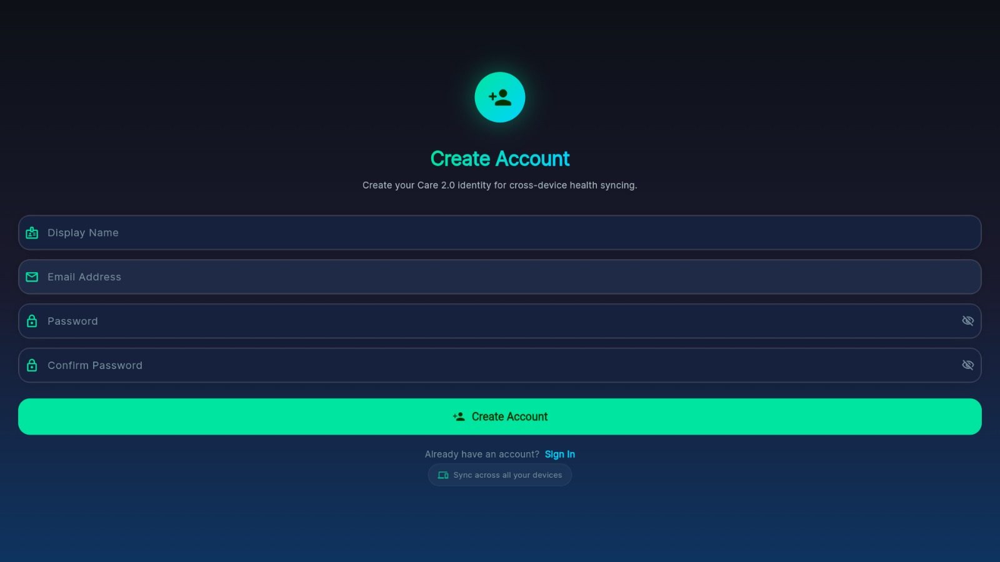 Create Account
Create your Care 2.0 identity for cross-device health syncing.
Display Name
Email Address
Password
Confirm Password
Create Account
Already have an account? Sign In
Sync across all your devices